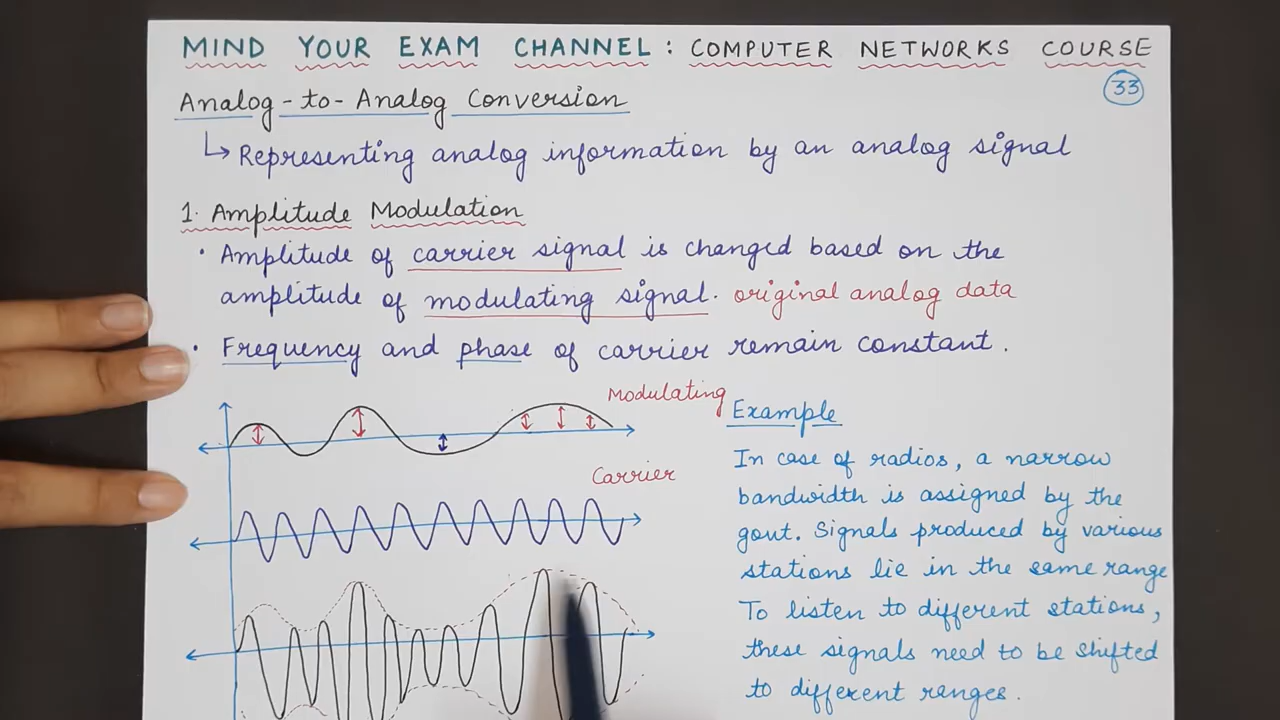 MIND YOUR EXAM CHANNEL : COMPUTER NETWORKS COURSE
33
Analog-to-Analog Conversion
↳ Representing analog information by an analog signal
1. Amplitude Modulation
• Amplitude of carrier signal is changed based on the
amplitude of modulating signal. original analog data
• Frequency and phase of carrier remain constant.
Modulating
Carrier
Example
In case of radios, a narrow
bandwidth is assigned by the
govt. Signals produced by various
stations lie in the same range
To listen to different stations,
these signals need to be shifted
to different ranges.